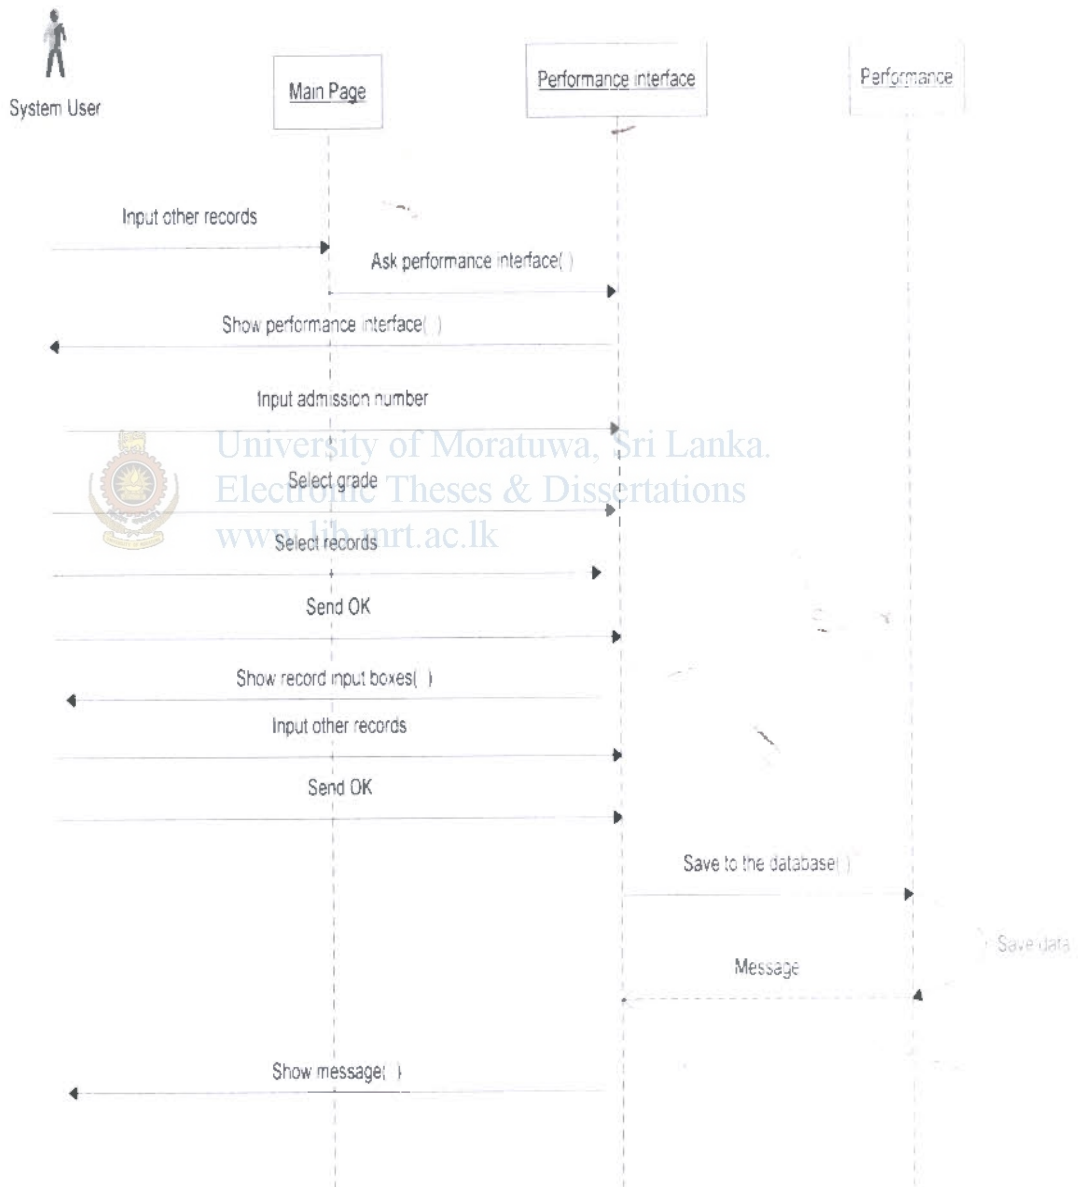 System User
Main Page
Performance interface
Performance
Input other records
Ask performance interface( )
Show performance interface( )
Input admission number
University of Moratuwa, Sri Lanka.
Select grade
Electronic Theses & Dissertations
Select records
www.lib.mrt.ac.lk
Send OK
Show record input boxes( )
Input other records
Send OK
Save to the database( )
Save data
Message
Show message( )